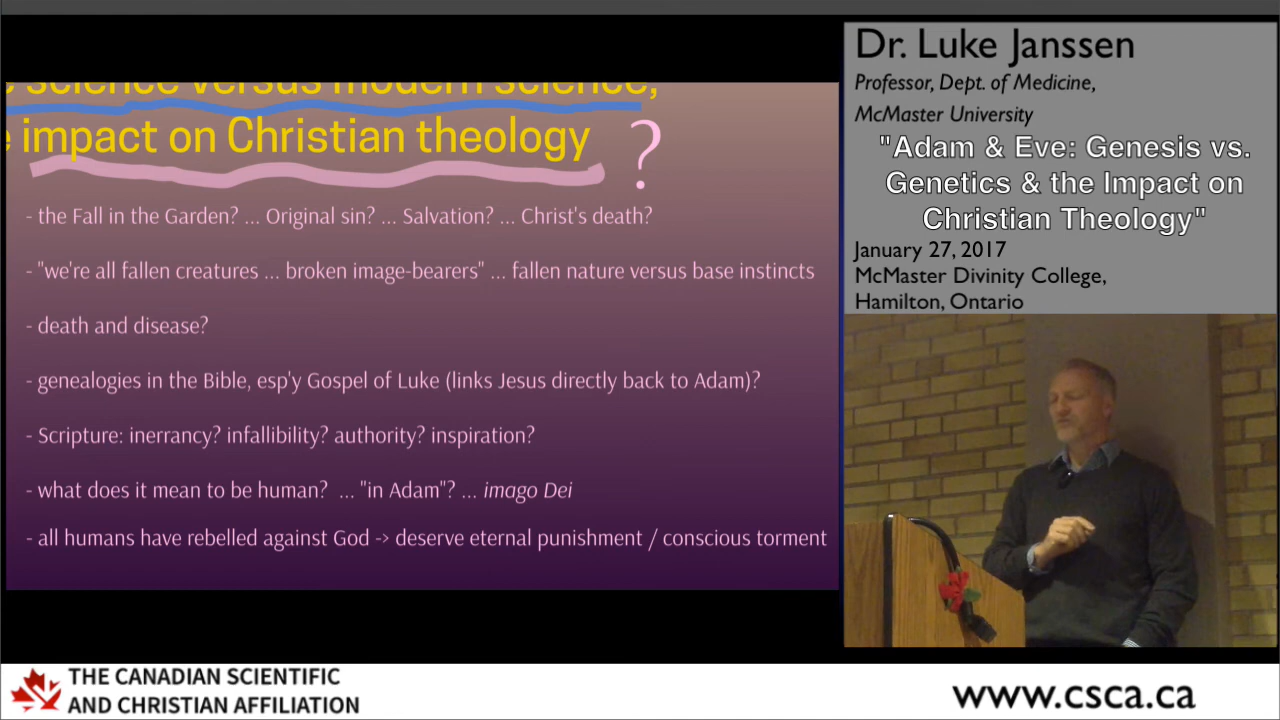 science versus modern science,
impact on Christian theology ?
- the Fall in the Garden? ... Original sin? ... Salvation? ... Christ's death?
- "we're all fallen creatures ... broken image-bearers" ... fallen nature versus base instincts
- death and disease?
- genealogies in the Bible, esp'y Gospel of Luke (links Jesus directly back to Adam)?
- Scripture: inerrancy? infallibility? authority? inspiration?
- what does it mean to be human? ... "in Adam"? ... imago Dei
- all humans have rebelled against God -> deserve eternal punishment / conscious torment
Dr. Luke Janssen
Professor, Dept. of Medicine,
McMaster University
"Adam & Eve: Genesis vs.
Genetics & the Impact on
Christian Theology"
January 27, 2017
McMaster Divinity College,
Hamilton, Ontario
THE CANADIAN SCIENTIFIC
AND CHRISTIAN AFFILIATION
www.csca.ca